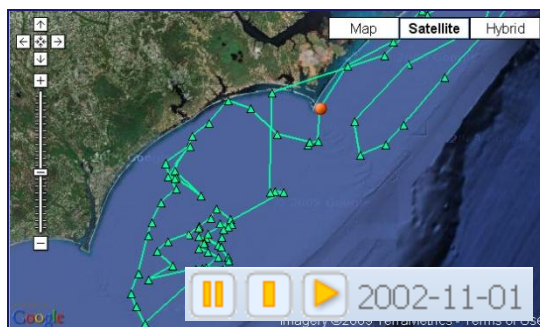 Map Satellite Hybrid
2002-11-01
Google
Imagery ©2009 TerraMetrics - Terms of Use